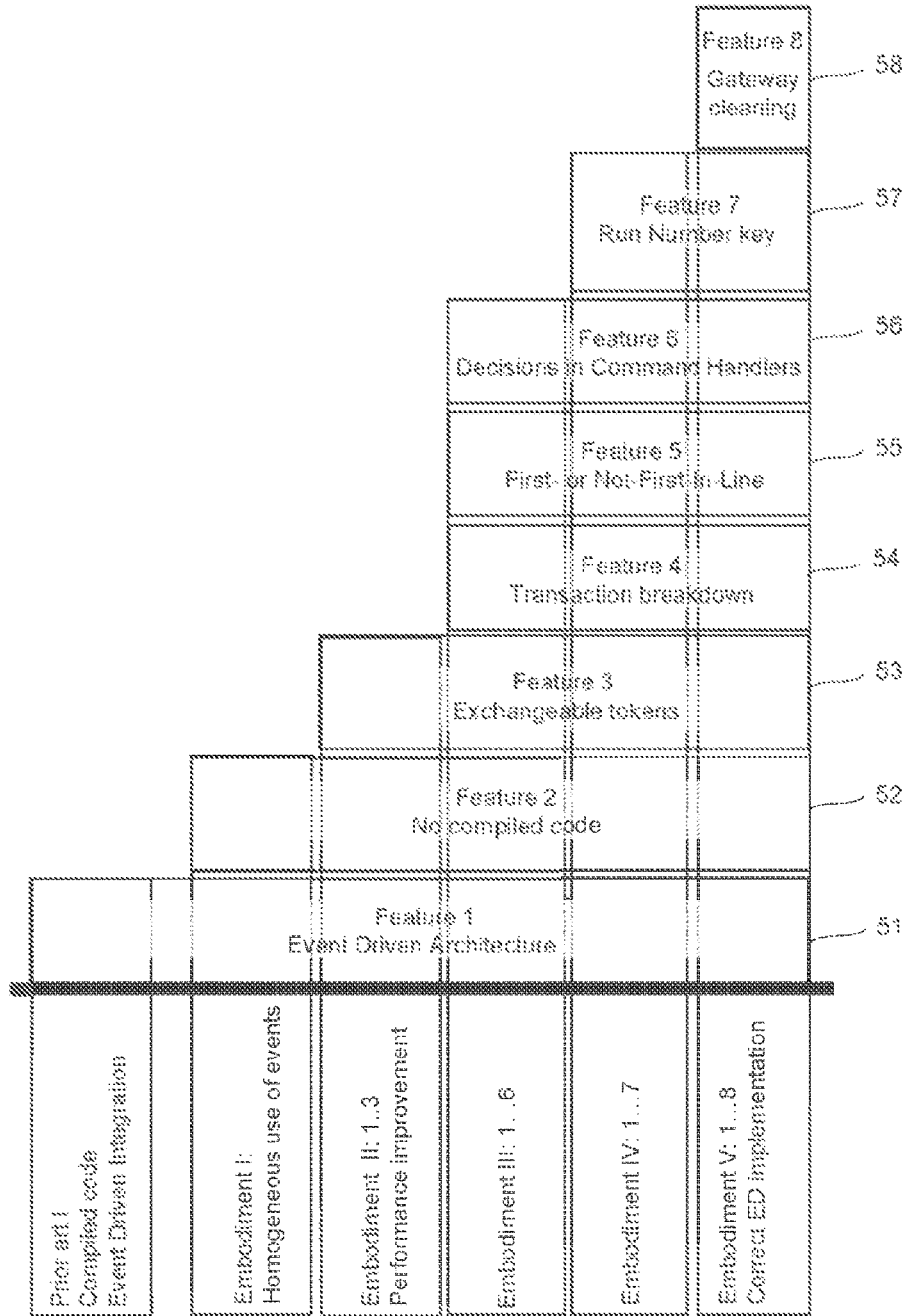 Feature 8
Gateway
cleaning
58
Feature 7
Run Number key
57
Feature 6
Decisions in Command Handlers
56
Feature 5
First- or Not-First-in-Line
55
Feature 4
Transaction breakdown
54
Feature 3
Exchangeable tokens
53
Feature 2
No compiled code
52
Feature 1
Event Driven Architecture
51
Prior art I
Compiled code
Event Driven Integration
Embodiment I:
Homogeneous use of events
Embodiment II: 1..3
Performance improvement
Embodiment III: 1...6
Embodiment IV: 1...7
Embodiment V: 1...8
Correct ED implementation